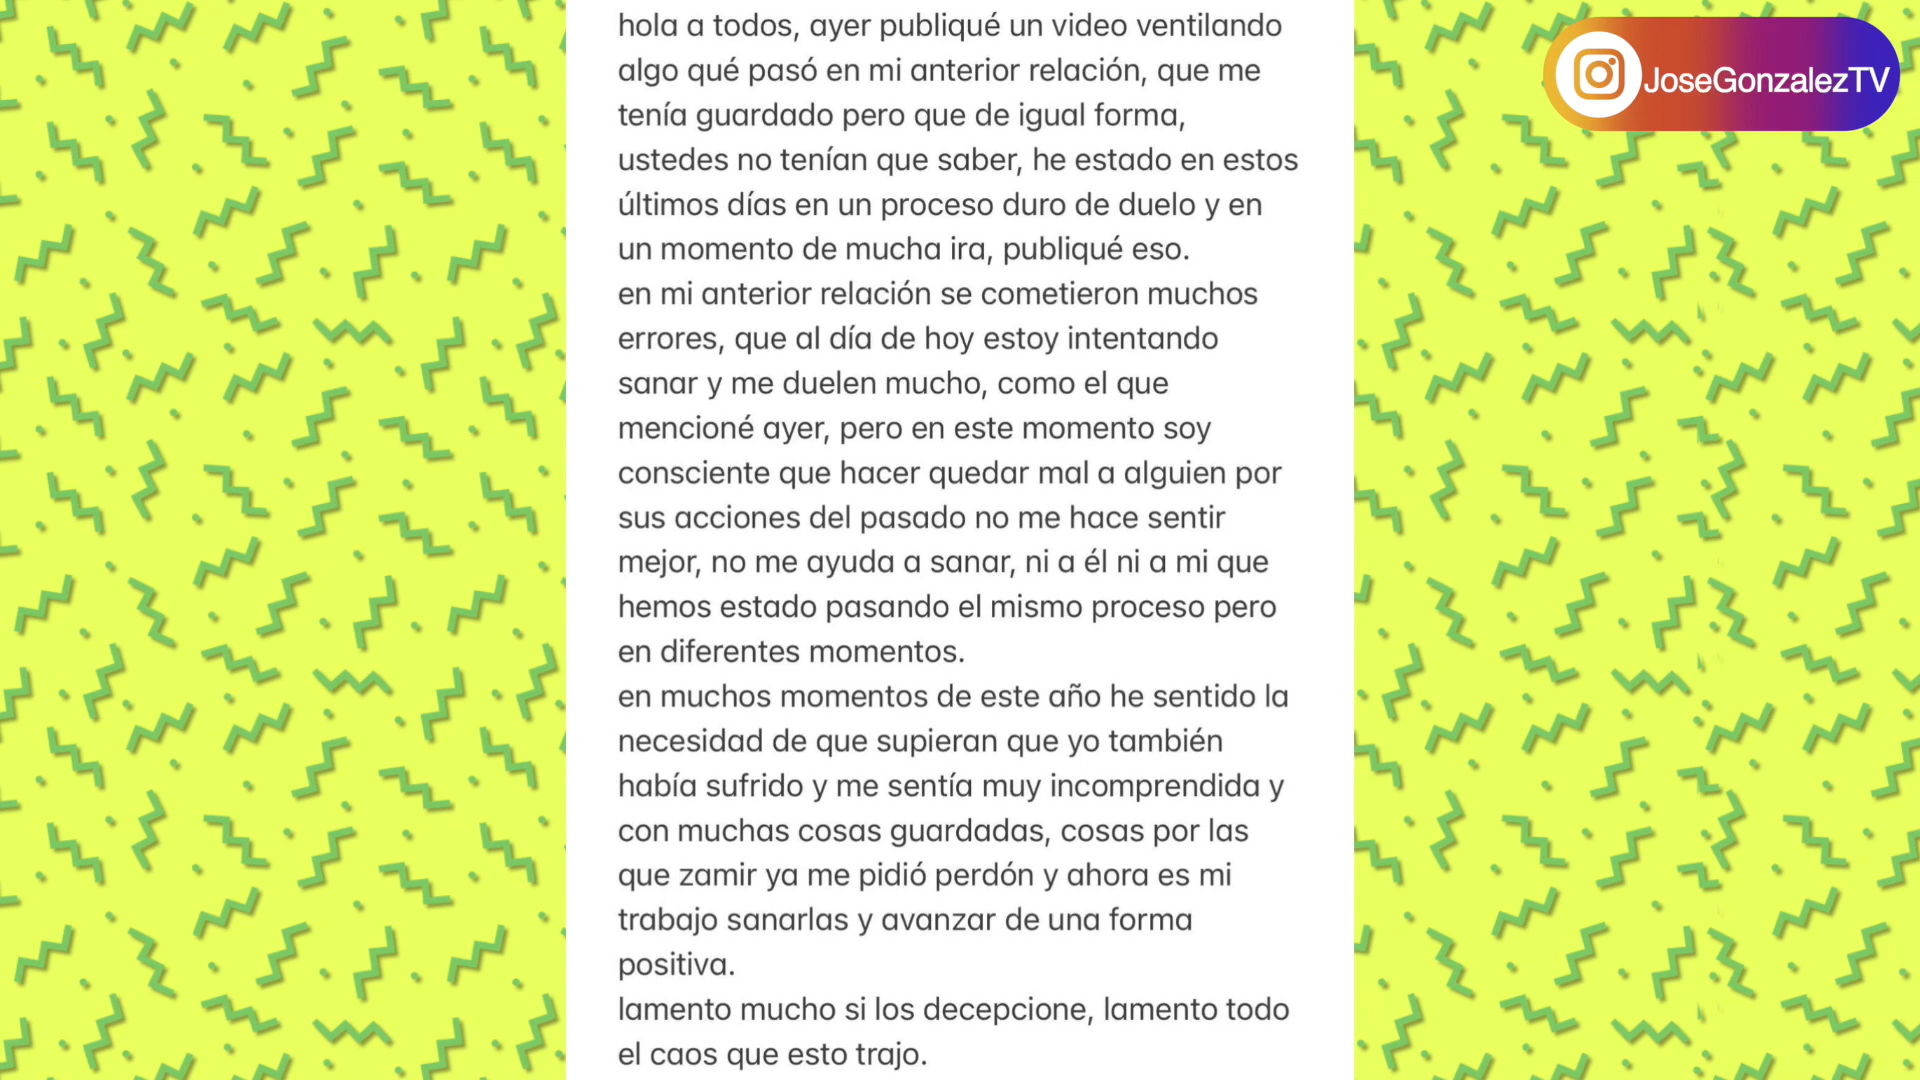 hola a todos, ayer publiqué un video ventilando
algo qué pasó en mi anterior relación, que me
tenía guardado pero que de igual forma,
ustedes no tenían que saber, he estado en estos
últimos días en un proceso duro de duelo y en
un momento de mucha ira, publiqué eso.
en mi anterior relación se cometieron muchos
errores, que al día de hoy estoy intentando
sanar y me duelen mucho, como el que
mencioné ayer, pero en este momento soy
consciente que hacer quedar mal a alguien por
sus acciones del pasado no me hace sentir
mejor, no me ayuda a sanar, ni a él ni a mi que
hemos estado pasando el mismo proceso pero
en diferentes momentos.
en muchos momentos de este año he sentido la
necesidad de que supieran que yo también
había sufrido y me sentía muy incomprendida y
con muchas cosas guardadas, cosas por las
que zamir ya me pidió perdón y ahora es mi
trabajo sanarlas y avanzar de una forma
positiva.
lamento mucho si los decepcione, lamento todo
el caos que esto trajo.
JoseGonzalezTV